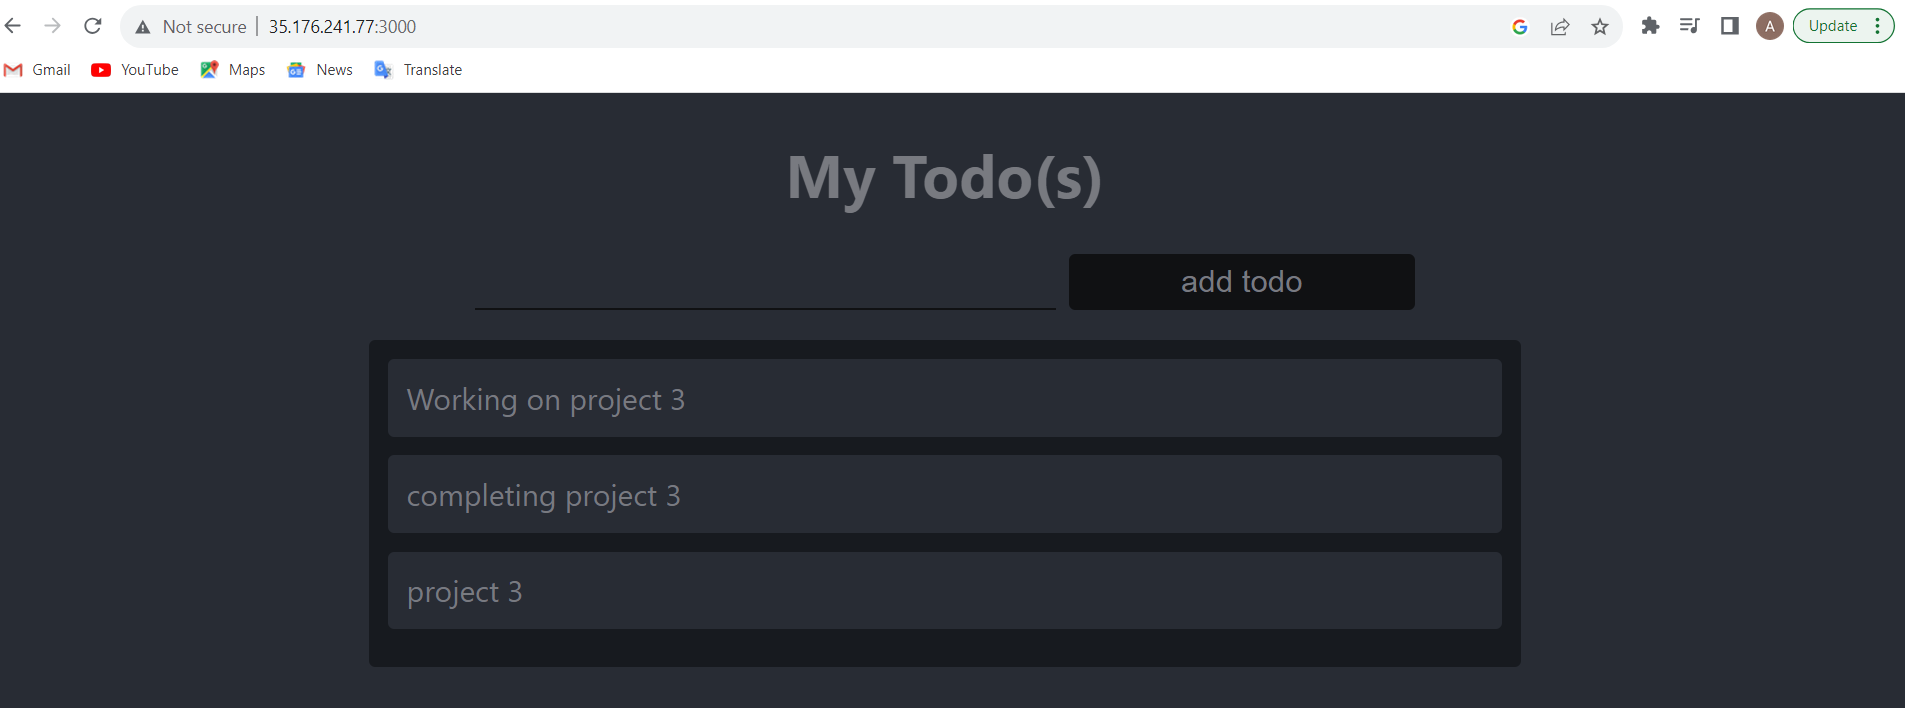 Not secure | 35.176.241.77:3000
A
Update
Gmail YouTube Maps News Translate
My Todo(s)
add todo
Working on project 3
completing project 3
project 3